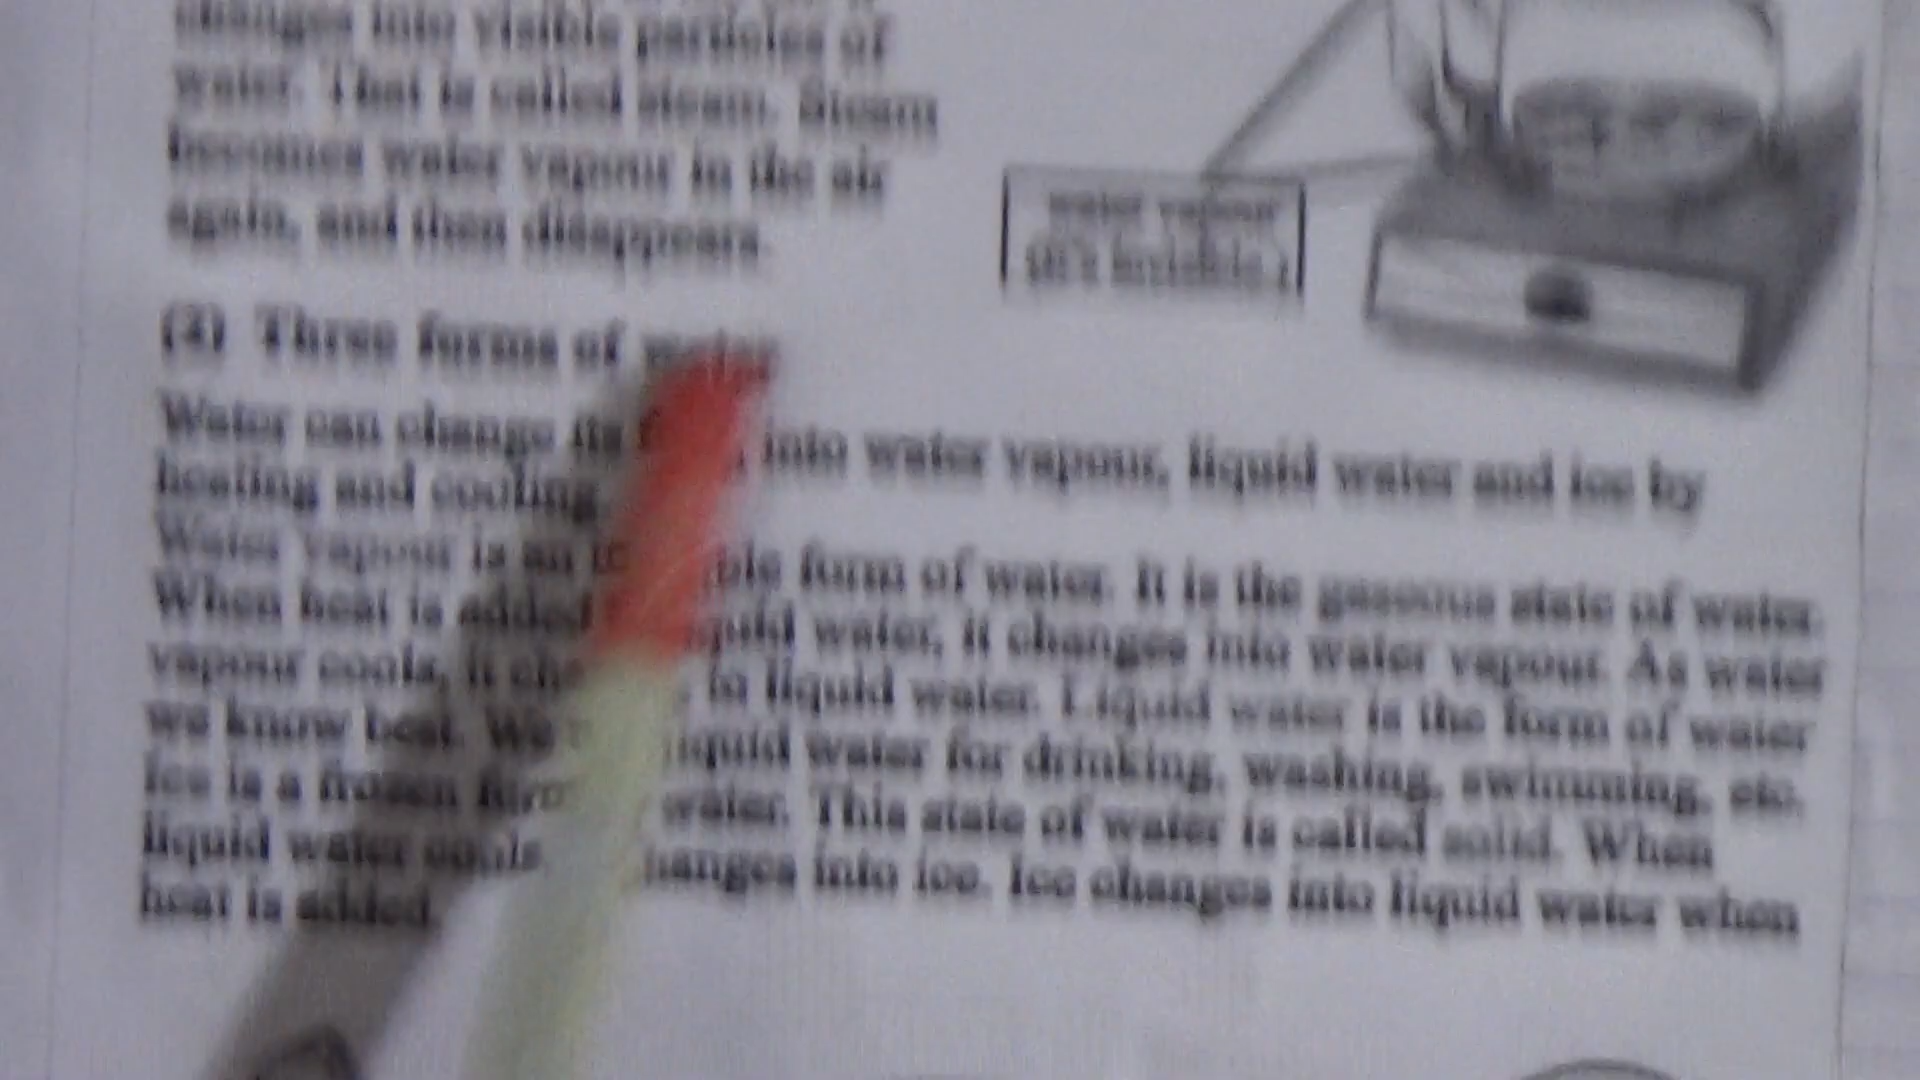 changes into visible particles of
water. That is called steam. Steam
becomes water vapour in the air
again, and then disappears.
water vapour
(It's invisible.)
(2) Three forms of water
Water can change its into water vapour, liquid water and ice by
heating and cooling
Water vapour is an form of water. It is the gaseous state of water.
When heat is added liquid water, it changes into water vapour. As water
vapour cools, it to liquid water. Liquid water is the form of water
we know best. We liquid water for drinking, washing, swimming, etc.
Ice is a frozen form water. This state of water is called solid. When
liquid water cools changes into ice. Ice changes into liquid water when
heat is added.